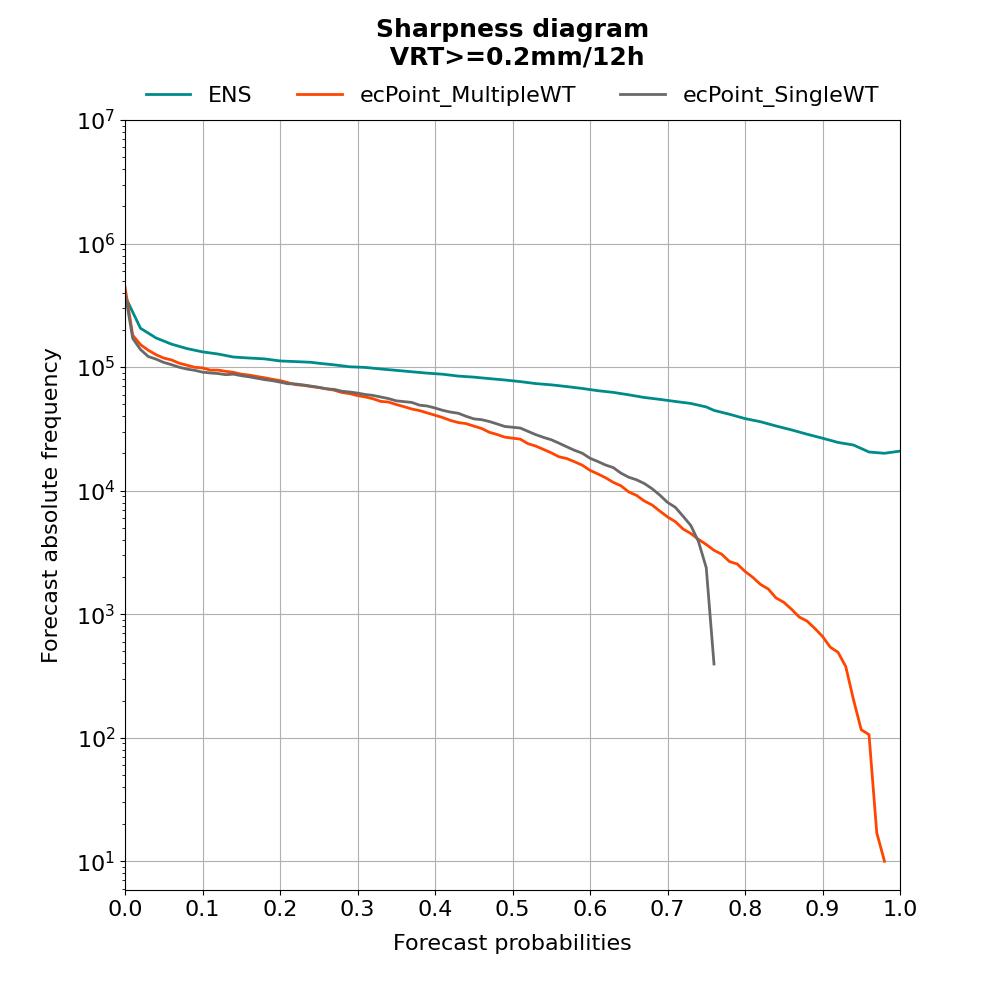 Sharpness diagram
VRT>=0.2mm/12h
ENS ecPoint_MultipleWT ecPoint_SingleWT
10^7
10^6
10^5
10^4
10^3
10^2
10^1
Forecast absolute frequency
0.0 0.1 0.2 0.3 0.4 0.5 0.6 0.7 0.8 0.9 1.0
Forecast probabilities